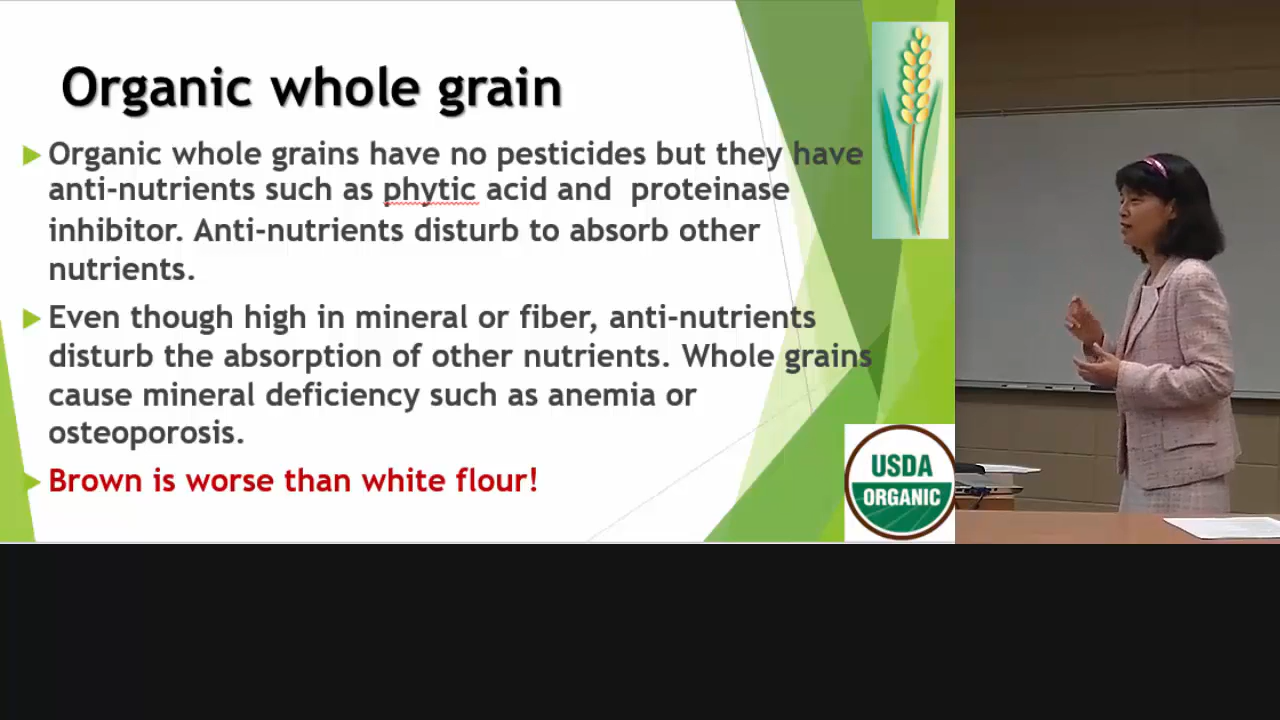 Organic whole grain
Organic whole grains have no pesticides but they have
anti-nutrients such as phytic acid and proteinase
inhibitor. Anti-nutrients disturb to absorb other
nutrients.
Even though high in mineral or fiber, anti-nutrients
disturb the absorption of other nutrients. Whole grains
cause mineral deficiency such as anemia or
osteoporosis.
Brown is worse than white flour!
USDA
ORGANIC